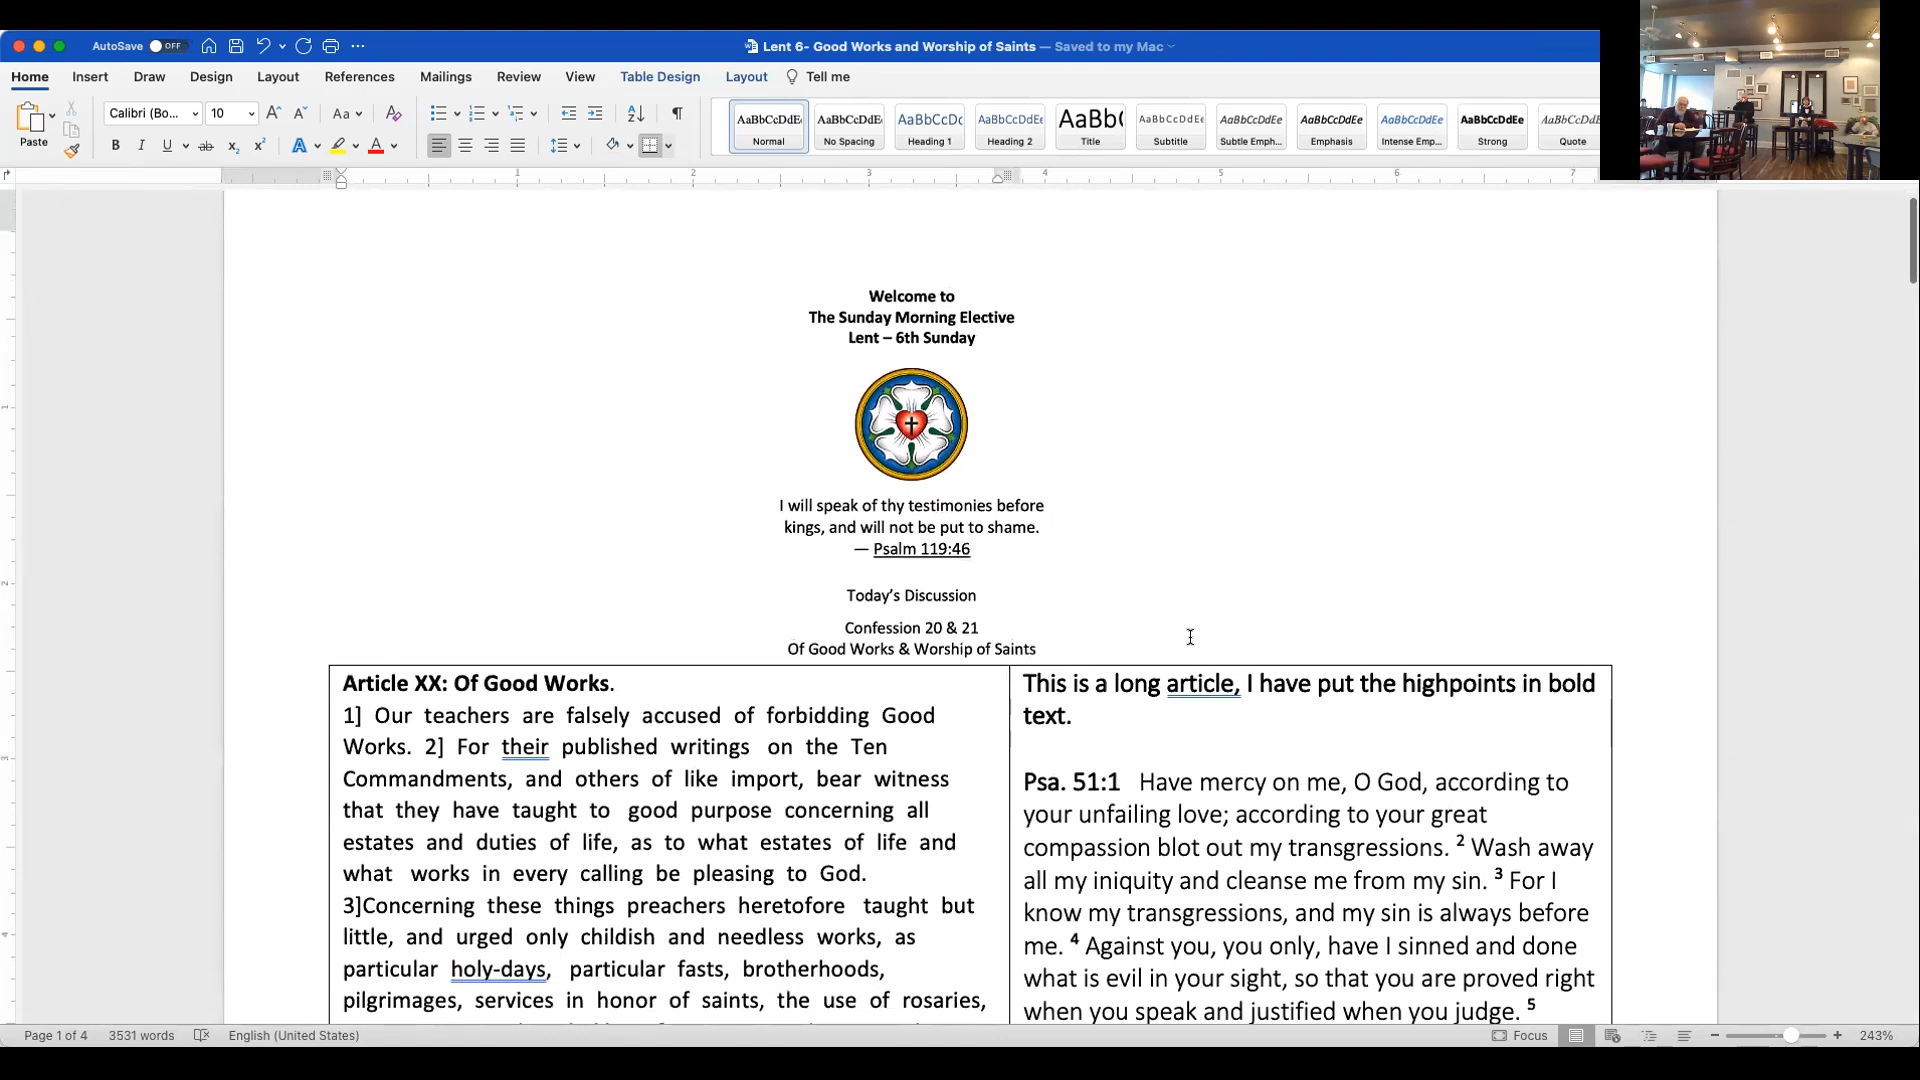 AutoSave OFF
Lent 6- Good Works and Worship of Saints — Saved to my Mac
Home Insert Draw Design Layout References Mailings Review View Table Design Layout Tell me
Paste
Calibri (Bo... 10
AaBbCcDdEe AaBbCcDdEe AaBbCcDc AaBbCcDdEe AaBb( AaBbCcDdEe AaBbCcDdEe AaBbCcDdEe AaBbCcDdEe AaBbCcDdEe AaBbCcDdEe
Normal No Spacing Heading 1 Heading 2 Title Subtitle Subtle Emph... Emphasis Intense Emp... Strong Quote
1 2 3 4 5 6 7
Welcome to
The Sunday Morning Elective
Lent – 6th Sunday
I will speak of thy testimonies before
kings, and will not be put to shame.
— Psalm 119:46
Today’s Discussion
Confession 20 & 21
Of Good Works & Worship of Saints
Article XX: Of Good Works.
1] Our teachers are falsely accused of forbidding Good
Works. 2] For their published writings on the Ten
Commandments, and others of like import, bear witness
that they have taught to good purpose concerning all
estates and duties of life, as to what estates of life and
what works in every calling be pleasing to God.
3]Concerning these things preachers heretofore taught but
little, and urged only childish and needless works, as
particular holy-days, particular fasts, brotherhoods,
pilgrimages, services in honor of saints, the use of rosaries,
This is a long article, I have put the highpoints in bold
text.
Psa. 51:1 Have mercy on me, O God, according to
your unfailing love; according to your great
compassion blot out my transgressions. 2 Wash away
all my iniquity and cleanse me from my sin. 3 For I
know my transgressions, and my sin is always before
me. 4 Against you, you only, have I sinned and done
what is evil in your sight, so that you are proved right
when you speak and justified when you judge. 5
Page 1 of 4 3531 words English (United States) Focus 243%